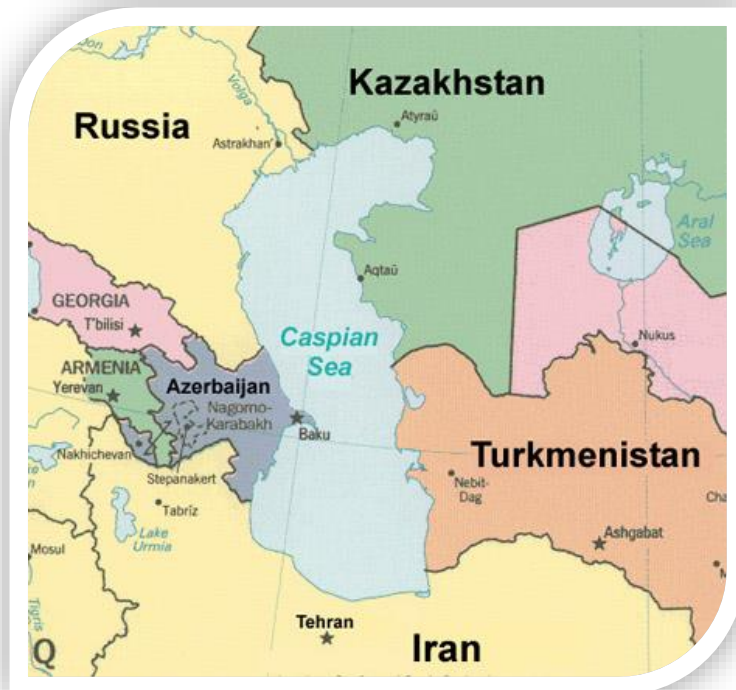 Kazakhstan
Russia
Volga
Atyraū
Astrakhan'
Aral
Sea
Aqtaū
GEORGIA
T'bilisi
Caspian
Sea
Nukus
ARMENIA
Yerevan
Azerbaijan
Nagorno-
Karabakh
Baku
Turkmenistan
Nakhichevan
Stepanakert
Nebit-
Dag
Tabrīz
Ashgabat
Lake
Urmia
Mosul
Tigris
Tehran
Iran
Q